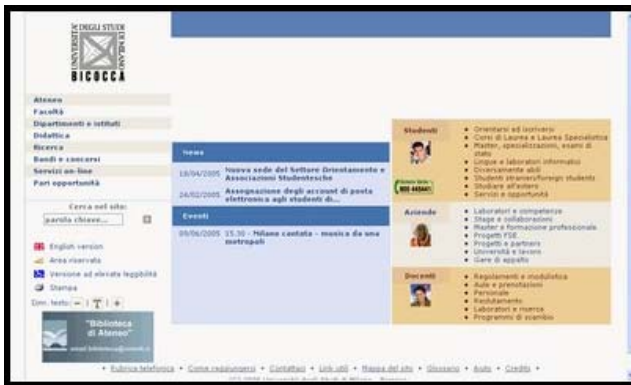 UNIVERSITÀ DEGLI STUDI DI MILANO
BICOCCA
Ateneo
Facoltà
Dipartimenti e istituti
Didattica
Ricerca
Bandi e concorsi
Servizi on-line
Pari opportunità
Cerca nel sito:
parola chiave...
English version
Area riservata
Versione ad elevata leggibilità
Stampa
Dim. testo: - T +
"Biblioteca
di Ateneo"
News
18/04/2005 Nuova sede del Settore Orientamento e
Associazioni Studentesche
24/02/2005 Assegnazione degli account di posta
elettronica agli studenti di...
Eventi
09/06/2005 15.30 - Milano cantata - musica da una
metropoli
Studenti
800 445441
Orientarsi ed iscriversi
Corsi di Laurea e Laurea Specialistica
Master, specializzazioni, esami di
stato
Lingue e laboratori informatici
Diversamente abili
Studenti stranieri/foreign students
Studiare all'estero
Servizi e opportunità
Aziende
Laboratori e competenze
Stage e collaborazioni
Master e formazione professionale
Progetti FSE
Progetti e partners
Università e lavoro
Gare di appalto
Docenti
Regolamenti e modulistica
Aule e prenotazioni
Personale
Reclutamento
Laboratori e risorse
Programmi di scambio
• Rubrica telefonica • Come raggiungerci • Contattaci • Link utili • Mappa del sito • Glossario • Aiuto • Credits •